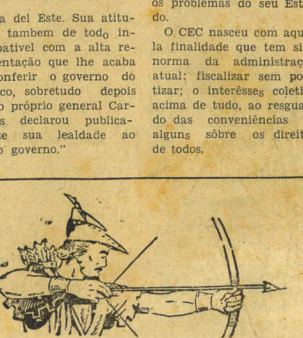 a del Este. Sua atitu-
tambem de todo in-
patível com a alta re-
entação que lhe acaba
onferir o governo do
co, sobretudo depois
o próprio general Car-
s declarou publica-
e sua lealdade ao
o governo.”
os problemas do seu Esta
do.
O CEC nasceu com aqu
la finalidade que tem si
norma da administraç
atual: fiscalizar sem po
tizar; o interêsses coleti
acima de tudo, ao resgua
do das conveniências
alguns sôbre os direit
de todos.